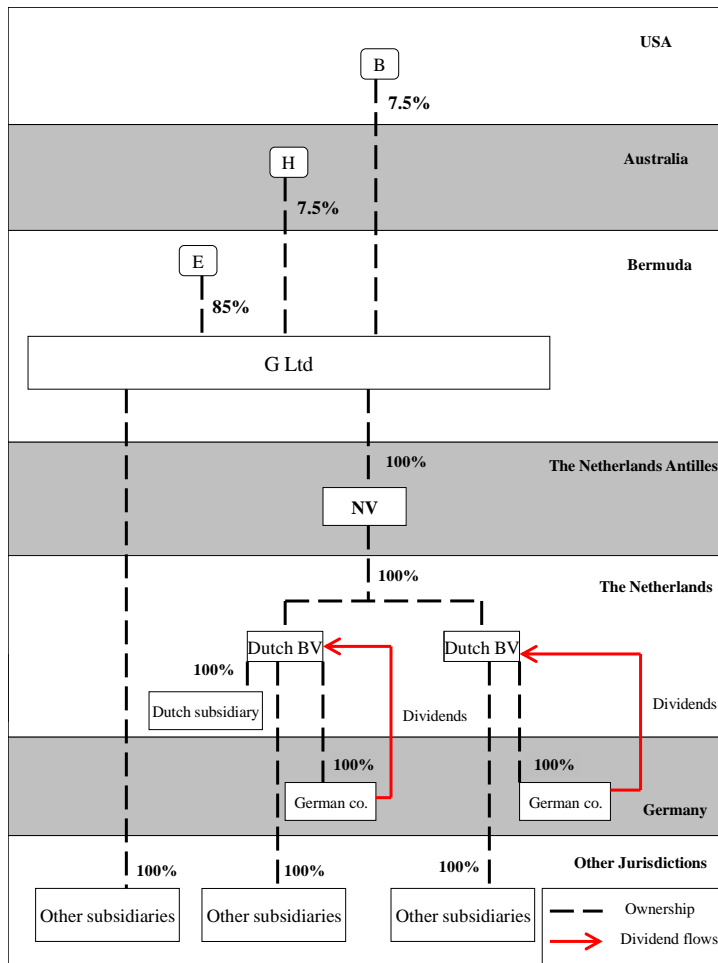 USA
B
7.5%
Australia
H
7.5%
Bermuda
E
85%
G Ltd
The Netherlands Antilles
100%
NV
100%
The Netherlands
Dutch BV
Dutch BV
100%
Dutch subsidiary
Dividends
Dividends
100%
100%
German co.
German co.
Germany
Other Jurisdictions
100%
100%
100%
Other subsidiaries
Other subsidiaries
Other subsidiaries
Ownership
Dividend flows